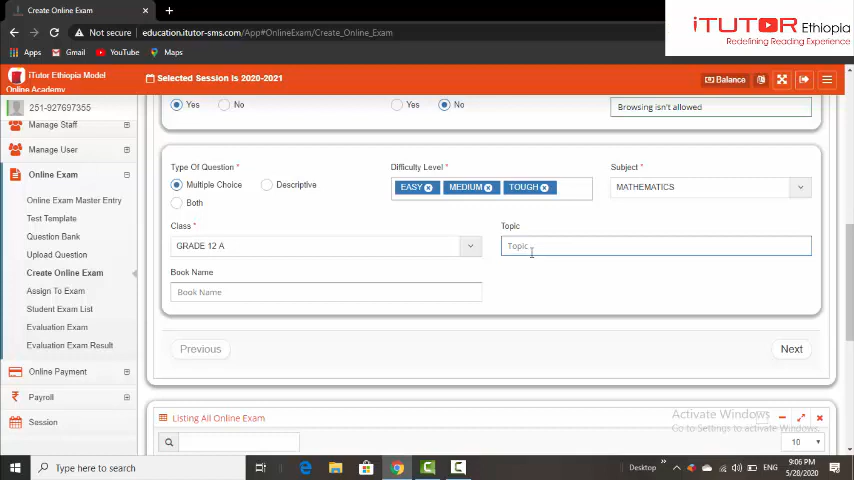 Create Online Exam
Not secure
education.itutor-sms.com/App#OnlineExam/Create_Online_Exam
Apps
Gmail
YouTube
Maps
iTUTOR Ethiopia
Redefining Reading Experience
iTutor Ethiopia Model
Online Academy
Selected Session Is 2020-2021
Balance
251-927697355
Manage Staff
Manage User
Online Exam
Online Exam Master Entry
Test Template
Question Bank
Upload Question
Create Online Exam
Assign To Exam
Student Exam List
Evaluation Exam
Evaluation Exam Result
Online Payment
Payroll
Session
Yes
No
Yes
No
Browsing isn't allowed
Type Of Question *
Difficulty Level *
Subject *
Multiple Choice
Descriptive
EASY
MEDIUM
TOUGH
MATHEMATICS
Both
Class *
Topic
GRADE 12 A
Topic
Book Name
Book Name
Previous
Next
Listing All Online Exam
Activate Windows
Go to Settings to activate Windows.
10
Type here to search
Desktop
ENG
9:06 PM
5/28/2020